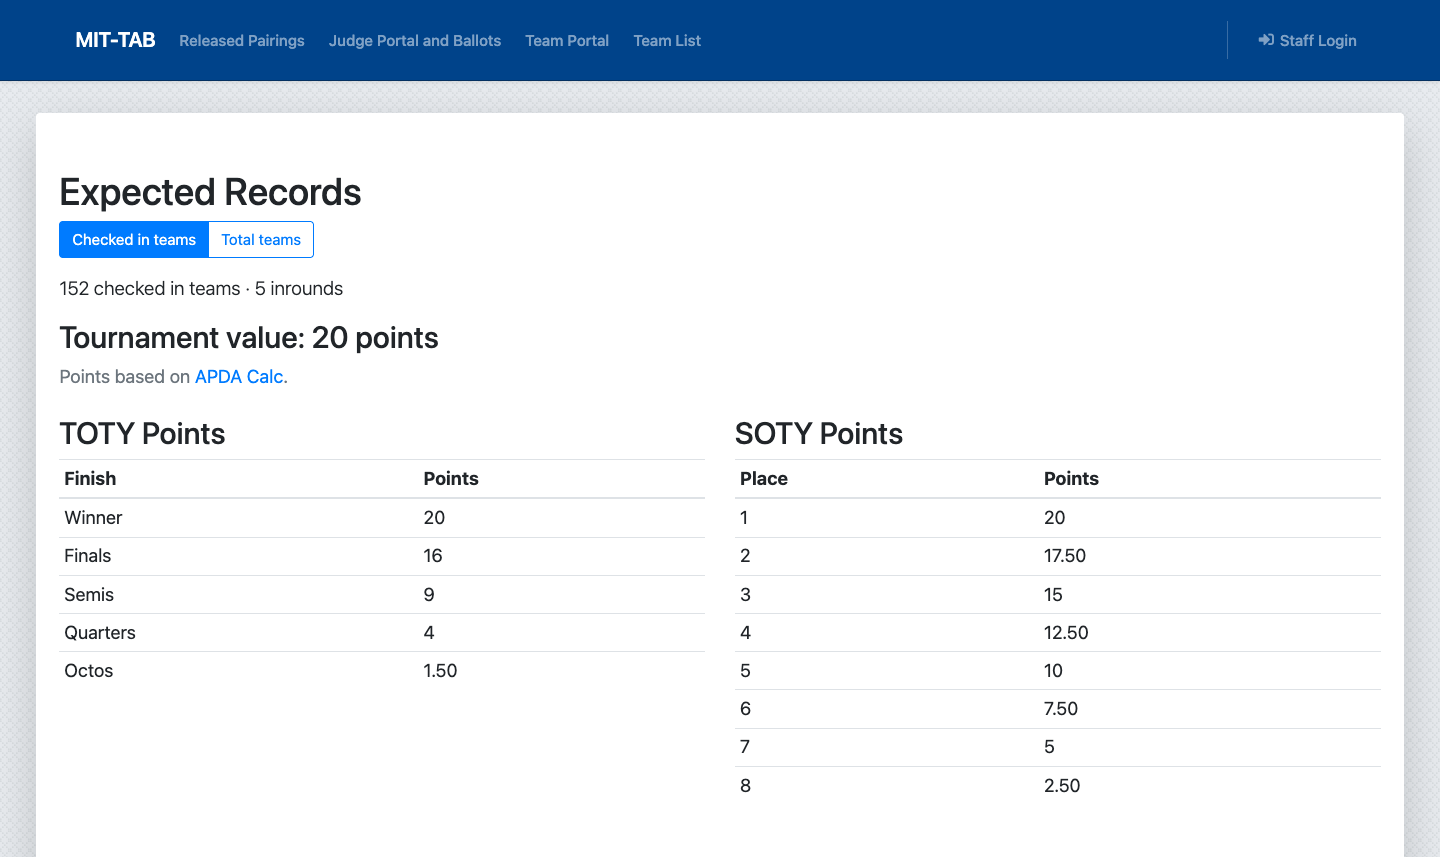 MIT-TAB Released Pairings Judge Portal and Ballots Team Portal Team List Staff Login
Expected Records
Checked in teams Total teams
152 checked in teams · 5 inrounds
Tournament value: 20 points
Points based on APDA Calc.
TOTY Points
Finish Points
Winner 20
Finals 16
Semis 9
Quarters 4
Octos 1.50
SOTY Points
Place Points
1 20
2 17.50
3 15
4 12.50
5 10
6 7.50
7 5
8 2.50